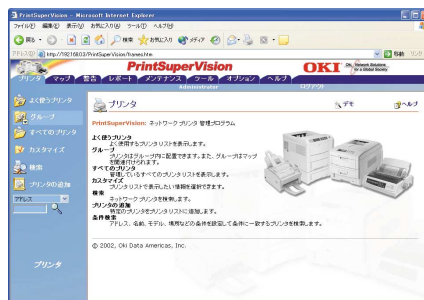 PrintSuperVision - Microsoft Internet Explorer
ファイル(F) 編集(E) 表示(V) お気に入り(A) ツール(T) ヘルプ(H)
戻る 検索 お気に入り メディア
アドレス(D) http://192.168.0.3/PrintSuperVision/frames.htm 移動 リンク
PrintSuperVision OKI Network Solutions for a Global Society
プリンタ マップ 警告 レポート メンテナンス ツール オプション ヘルプ
Administrator ログアウト
よく使うプリンタ
グループ
すべてのプリンタ
カスタマイズ
検索
プリンタの追加
アドレス
プリンタ
プリンタ デモ ヘルプ
PrintSuperVision: ネットワーク プリンタ 管理プログラム
よく使うプリンタ
よく使用するプリンタリストを表示します。
グループ
プリンタはグループ内に配置できます。また、グループはマップ
を関連付けられます。
すべてのプリンタ
管理しているすべてのプリンタリストを表示します。
カスタマイズ
プリンタリストで表示したい情報を選択できます。
検索
ネットワークプリンタを検索します。
プリンタの追加
特定のプリンタをプリンタリストに追加します。
条件検索
アドレス、名前、モデル、場所などの条件を設定して条件に一致するプリンタを検索します。
© 2002, Oki Data Americas, Inc.